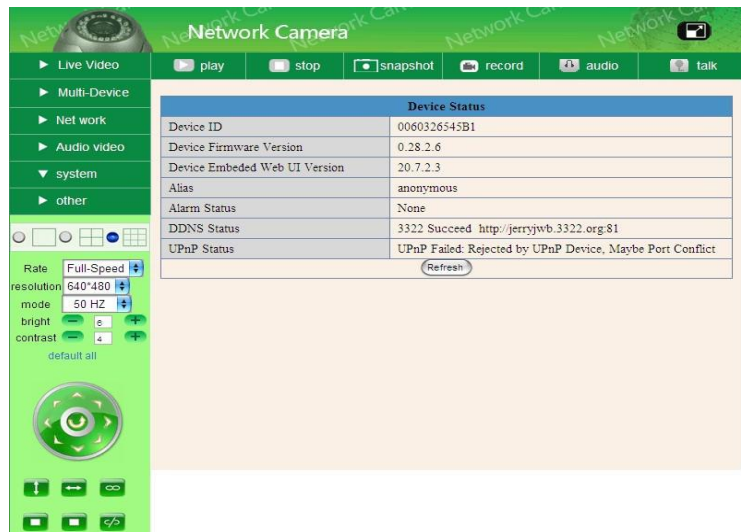 Network Camera
Live Video
play
stop
snapshot
record
audio
talk
Multi-Device
Net work
Audio video
system
other
Device Status
Device ID 0060326545B1
Device Firmware Version 0.28.2.6
Device Embeded Web UI Version 20.7.2.3
Alias anonymous
Alarm Status None
DDNS Status 3322 Succeed http://jerryjwb.3322.org:81
UPnP Status UPnP Failed: Rejected by UPnP Device, Maybe Port Conflict
Refresh
Rate Full-Speed
resolution 640*480
mode 50 HZ
bright 6
contrast 4
default all